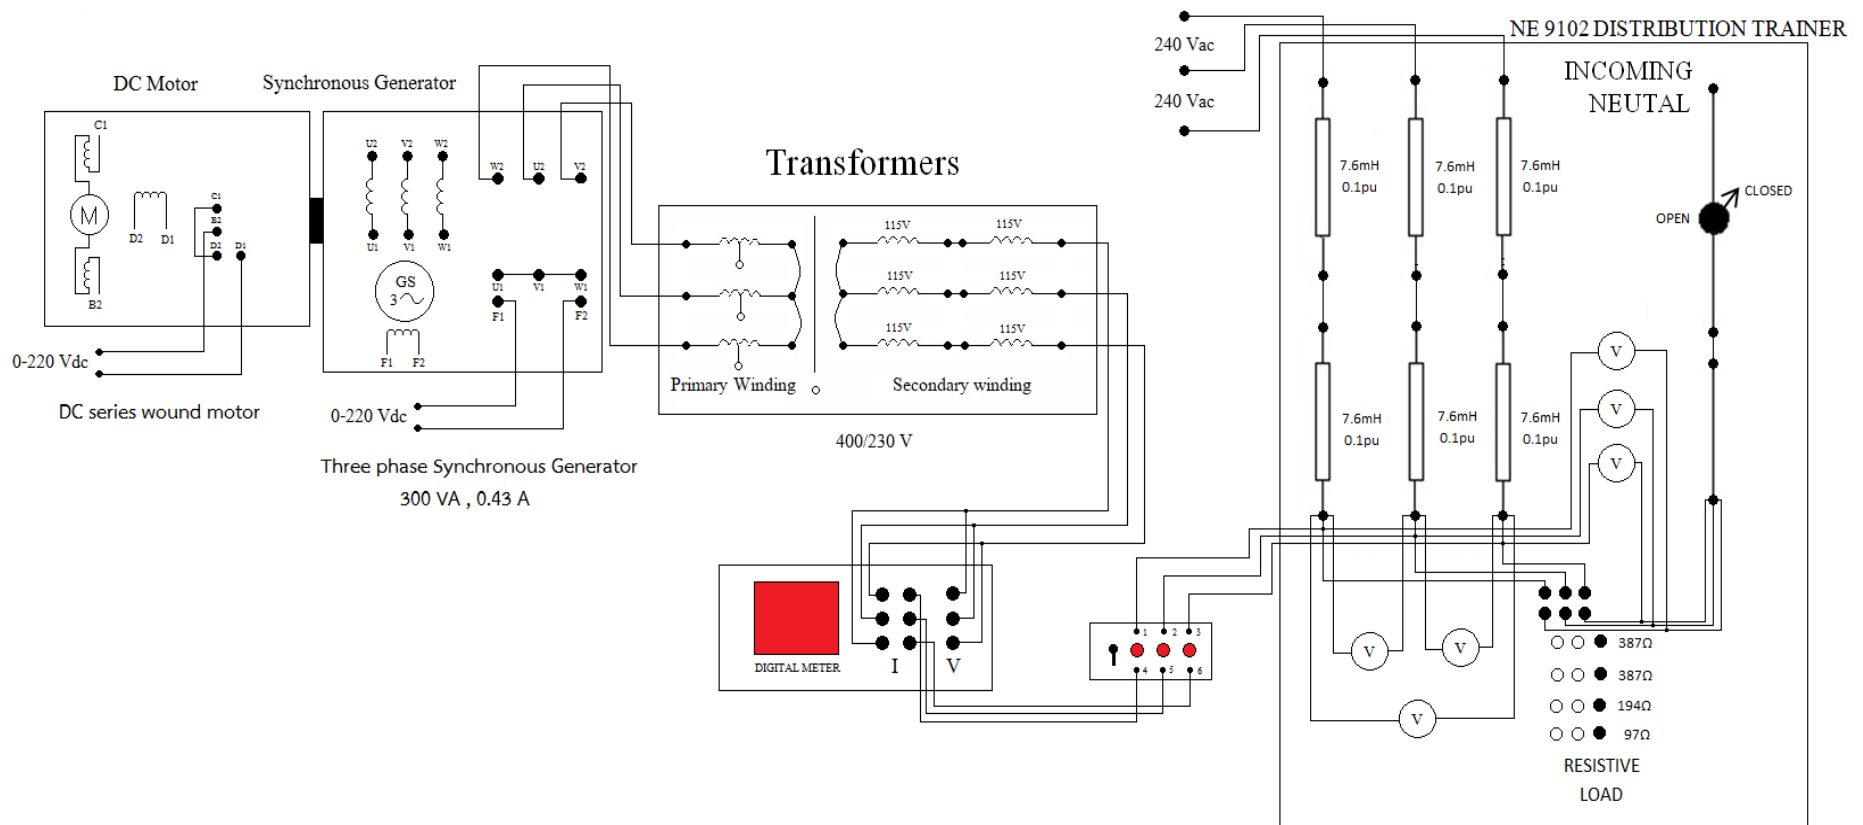 NE 9102 DISTRIBUTION TRAINER
240 Vac
240 Vac
INCOMING
NEUTAL
DC Motor
Synchronous Generator
C1
M
B2
D2
D1
C1
B2
D2
D1
0-220 Vdc
DC series wound motor
U2
V2
W2
U1
V1
W1
GS
3
F1
F2
W2
U2
V2
U1
V1
W1
F1
F2
0-220 Vdc
Three phase Synchronous Generator
300 VA , 0.43 A
Transformers
115V
115V
115V
115V
115V
115V
Primary Winding
Secondary winding
400/230 V
DIGITAL METER
I
V
1
2
3
4
5
6
7.6mH
0.1pu
7.6mH
0.1pu
7.6mH
0.1pu
CLOSED
OPEN
7.6mH
0.1pu
7.6mH
0.1pu
7.6mH
0.1pu
V
V
V
V
V
V
387Ω
387Ω
194Ω
97Ω
RESISTIVE
LOAD